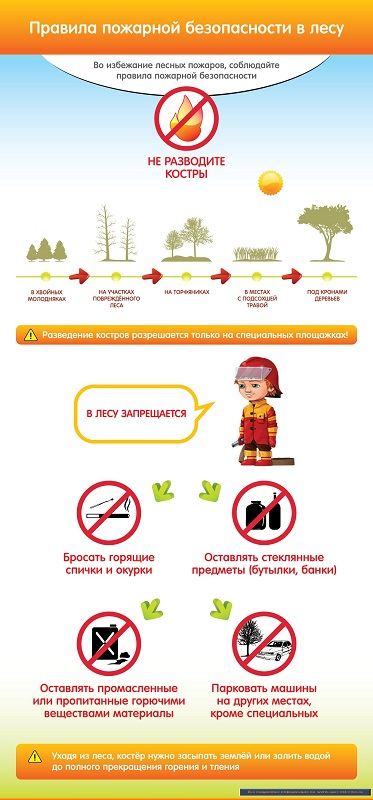 Правила пожарной безопасности в лесу
Во избежание лесных пожаров, соблюдайте
правила пожарной безопасности
НЕ РАЗВОДИТЕ
КОСТРЫ
В ХВОЙНЫХ
МОЛОДНЯКАХ
НА УЧАСТКАХ
ПОВРЕЖДЁННОГО
ЛЕСА
НА ТОРФЯНИКАХ
В МЕСТАХ
С ПОДСОХШЕЙ
ТРАВОЙ
ПОД КРОНАМИ
ДЕРЕВЬЕВ
Разведение костров разрешается только на специальных площадках!
В ЛЕСУ ЗАПРЕЩАЕТСЯ
Бросать горящие
спички и окурки
Оставлять стеклянные
предметы (бутылки, банки)
Оставлять промасленные
или пропитанные горючими
веществами материалы
Парковать машины
на других местах,
кроме специальных
Уходя из леса, костёр нужно засыпать землёй или залить водой
до полного прекращения горения и тления